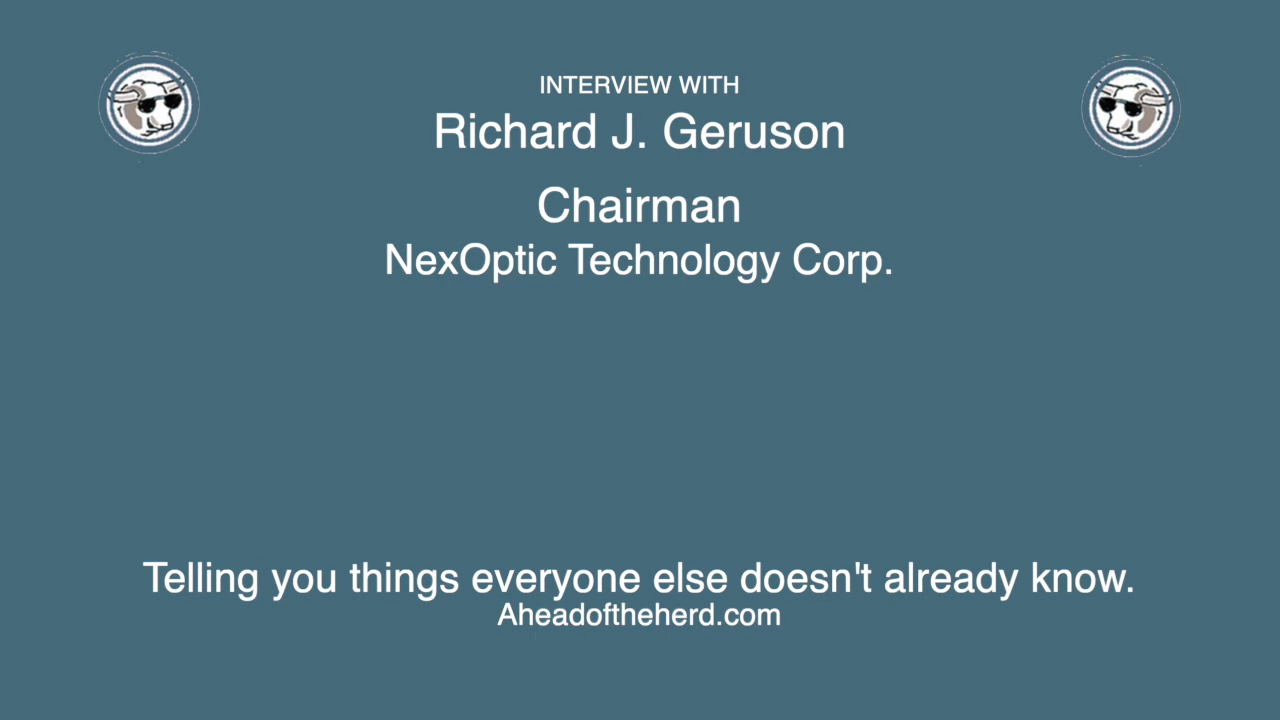 INTERVIEW WITH
Richard J. Geruson
Chairman
NexOptic Technology Corp.
Telling you things everyone else doesn't already know.
Aheadoftheherd.com